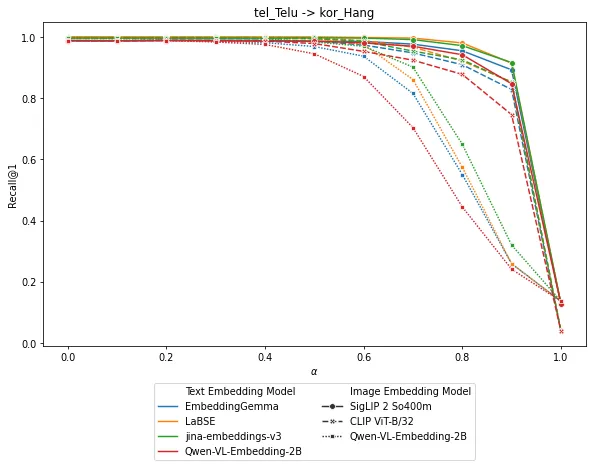 tel_Telu -> kor_Hang
1.0
0.8
0.6
0.4
0.2
0.0
Recall@1
0.0 0.2 0.4 0.6 0.8 1.0
α
Text Embedding Model Image Embedding Model
EmbeddingGemma SigLIP 2 So400m
LaBSE CLIP ViT-B/32
jina-embeddings-v3 Qwen-VL-Embedding-2B
Qwen-VL-Embedding-2B